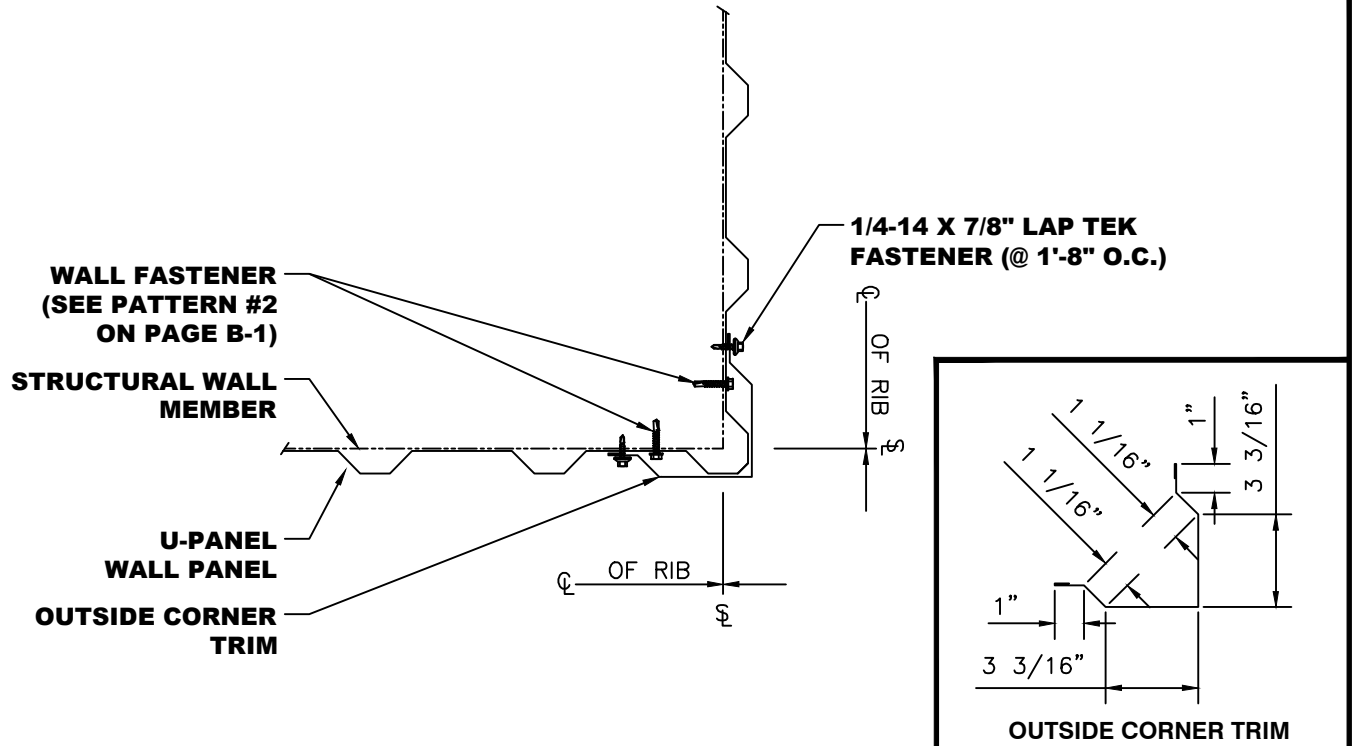 1/4-14 X 7/8" LAP TEK
FASTENER (@ 1'-8" O.C.)
WALL FASTENER
(SEE PATTERN #2
ON PAGE B-1)
STRUCTURAL WALL
MEMBER
U-PANEL
WALL PANEL
OUTSIDE CORNER
TRIM
℄ OF RIB
SL
℄ OF RIB
SL
1 1/16”
1 1/16”
1”
3 3/16”
1”
3 3/16”
OUTSIDE CORNER TRIM